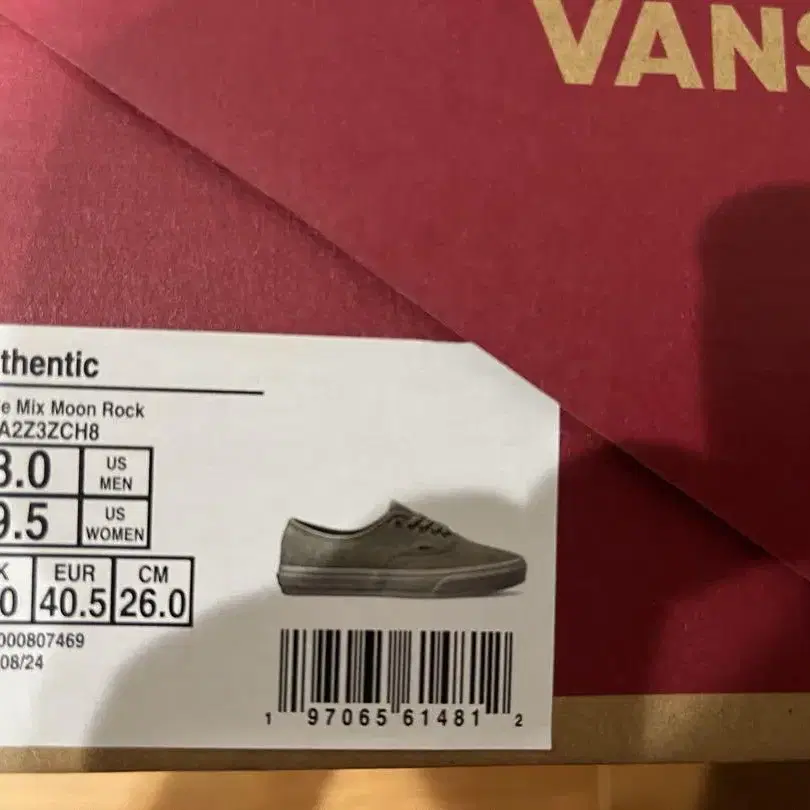 VANS
thentic
e Mix Moon Rock
A2Z3ZCH8
8.0 US MEN
9.5 US WOMEN
K EUR CM
0 40.5 26.0
000807469
08/24
1 97065 61481 2